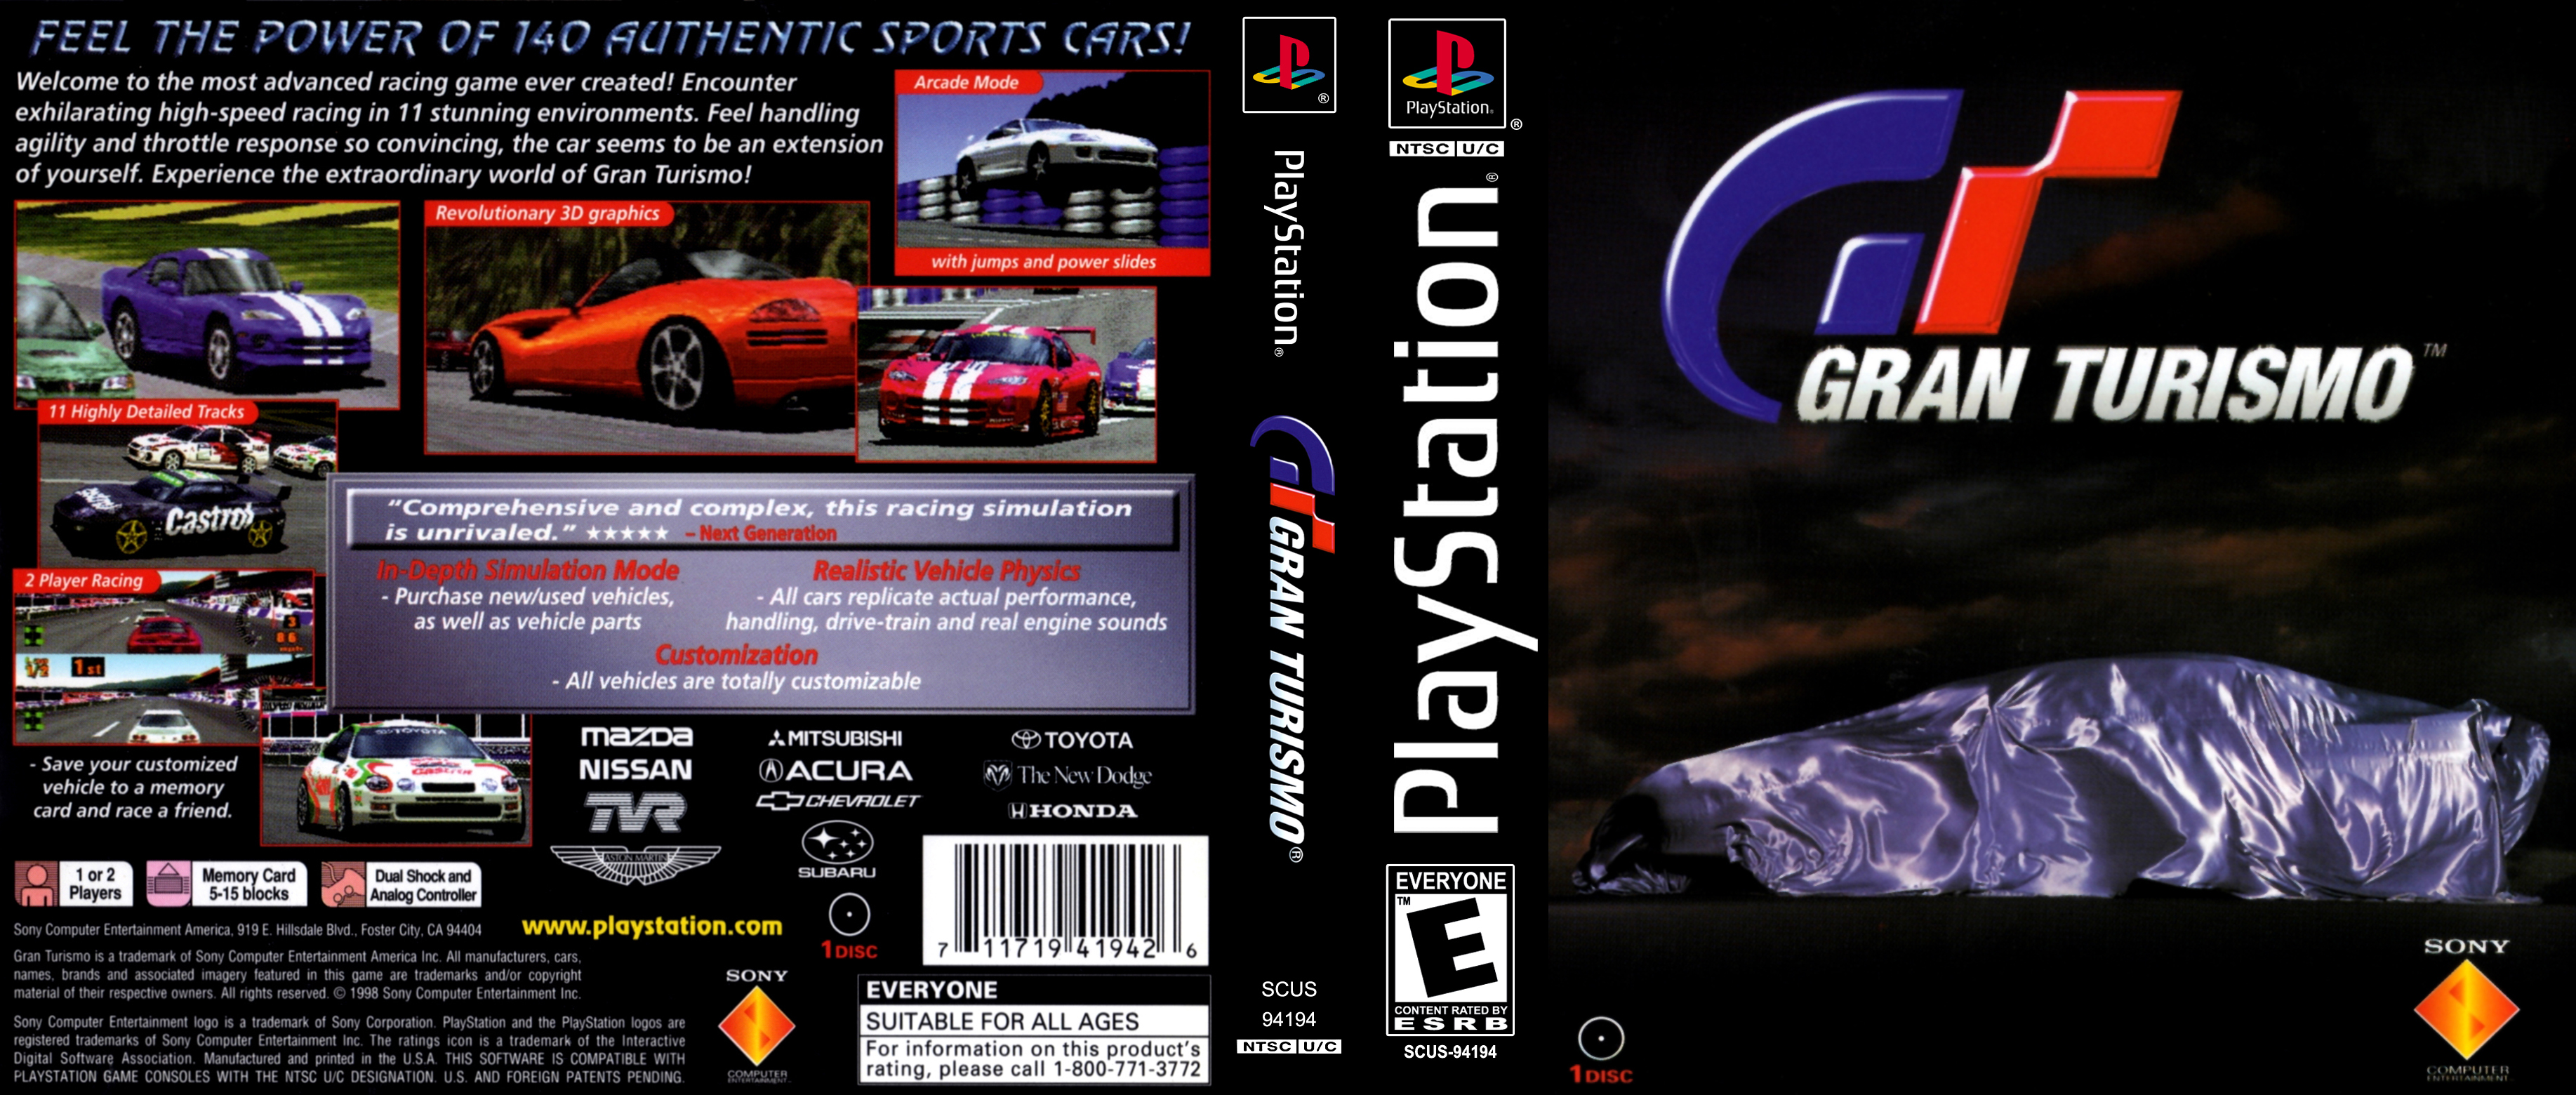 FEEL THE POWER OF 140 AUTHENTIC SPORTS CARS!
Welcome to the most advanced racing game ever created! Encounter
exhilarating high-speed racing in 11 stunning environments. Feel handling
agility and throttle response so convincing, the car seems to be an extension
of yourself. Experience the extraordinary world of Gran Turismo!
Arcade Mode
with jumps and power slides
Revolutionary 3D graphics
11 Highly Detailed Tracks
Castrol
2 Player Racing
3
86
1st
"Comprehensive and complex, this racing simulation
is unrivaled." ★★★★★ – Next Generation
In-Depth Simulation Mode
- Purchase new/used vehicles,
as well as vehicle parts
Realistic Vehicle Physics
- All cars replicate actual performance,
handling, drive-train and real engine sounds
Customization
- All vehicles are totally customizable
- Save your customized
vehicle to a memory
card and race a friend.
TOYOTA
Castrol
mazda
NISSAN
TVR
ASTON MARTIN
MITSUBISHI
ACURA
CHEVROLET
SUBARU
TOYOTA
The New Dodge
HONDA
1 or 2
Players
Memory Card
5-15 blocks
Dual Shock and
Analog Controller
www.playstation.com
1 DISC
7 11719 41942 6
Sony Computer Entertainment America, 919 E. Hillsdale Blvd., Foster City, CA 94404
Gran Turismo is a trademark of Sony Computer Entertainment America Inc. All manufacturers, cars,
names, brands and associated imagery featured in this game are trademarks and/or copyright
material of their respective owners. All rights reserved. © 1998 Sony Computer Entertainment Inc.
Sony Computer Entertainment logo is a trademark of Sony Corporation. PlayStation and the PlayStation logos are
registered trademarks of Sony Computer Entertainment Inc. The ratings icon is a trademark of the Interactive
Digital Software Association. Manufactured and printed in the U.S.A. THIS SOFTWARE IS COMPATIBLE WITH
PLAYSTATION GAME CONSOLES WITH THE NTSC U/C DESIGNATION. U.S. AND FOREIGN PATENTS PENDING.
SONY
COMPUTER
ENTERTAINMENT
EVERYONE
SUITABLE FOR ALL AGES
For information on this product's
rating, please call 1-800-771-3772
®
PlayStation®
GRAN TURISMO®
SCUS
94194
NTSC U/C
PlayStation®
NTSC U/C
PlayStation®
EVERYONE
™
E
CONTENT RATED BY
ESRB
SCUS-94194
GT
GRAN TURISMO™
1 DISC
SONY
COMPUTER
ENTERTAINMENT